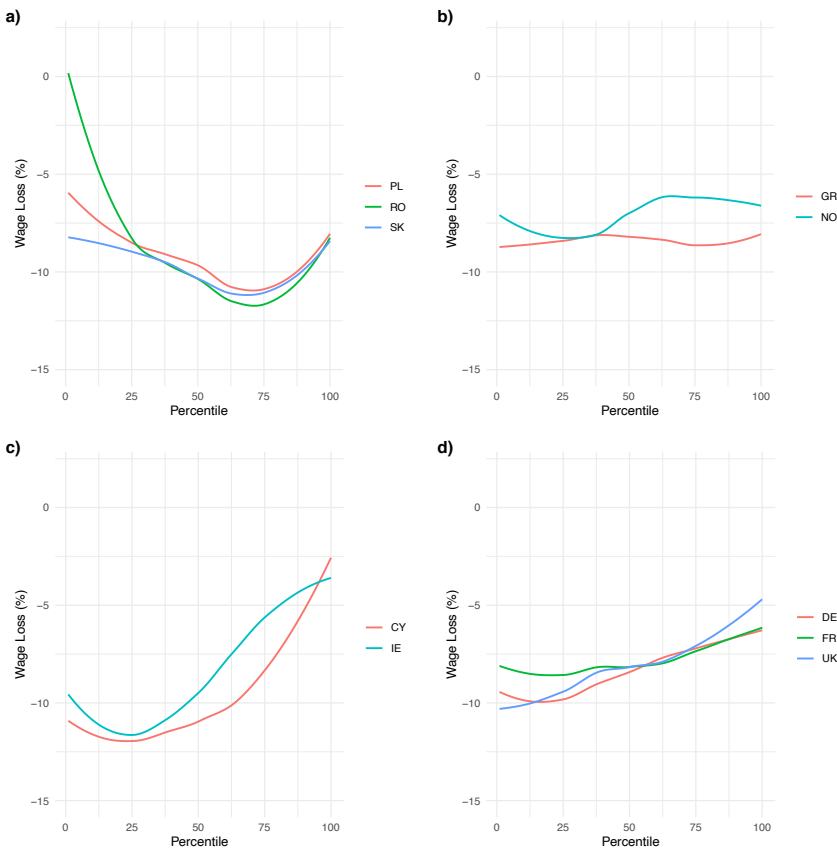 a)
Wage Loss (%)
0
−5
−10
−15
0 25 50 75 100
Percentile
PL
RO
SK
b)
Wage Loss (%)
0
−5
−10
−15
0 25 50 75 100
Percentile
GR
NO
c)
Wage Loss (%)
0
−5
−10
−15
0 25 50 75 100
Percentile
CY
IE
d)
Wage Loss (%)
0
−5
−10
−15
0 25 50 75 100
Percentile
DE
FR
UK